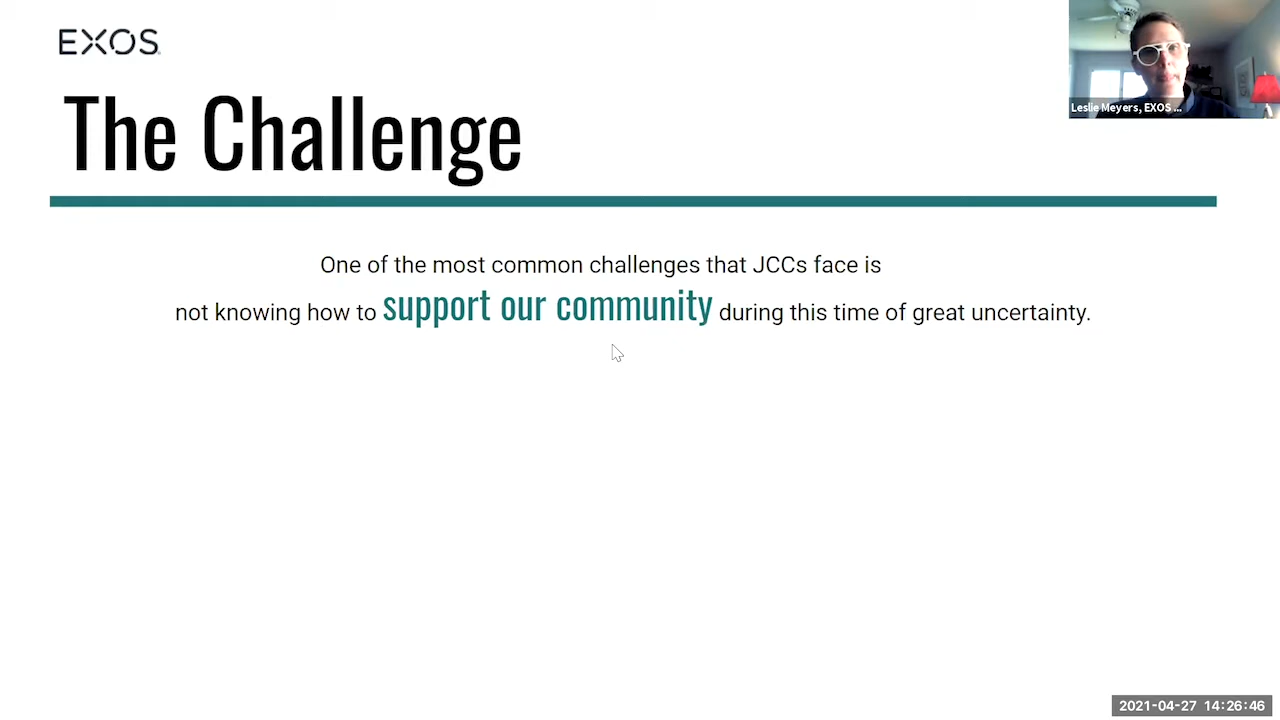 EXOS
The Challenge
Leslie Meyers, EXOS ...
One of the most common challenges that JCCs face is
not knowing how to support our community during this time of great uncertainty.
2021-04-27 14:26:46